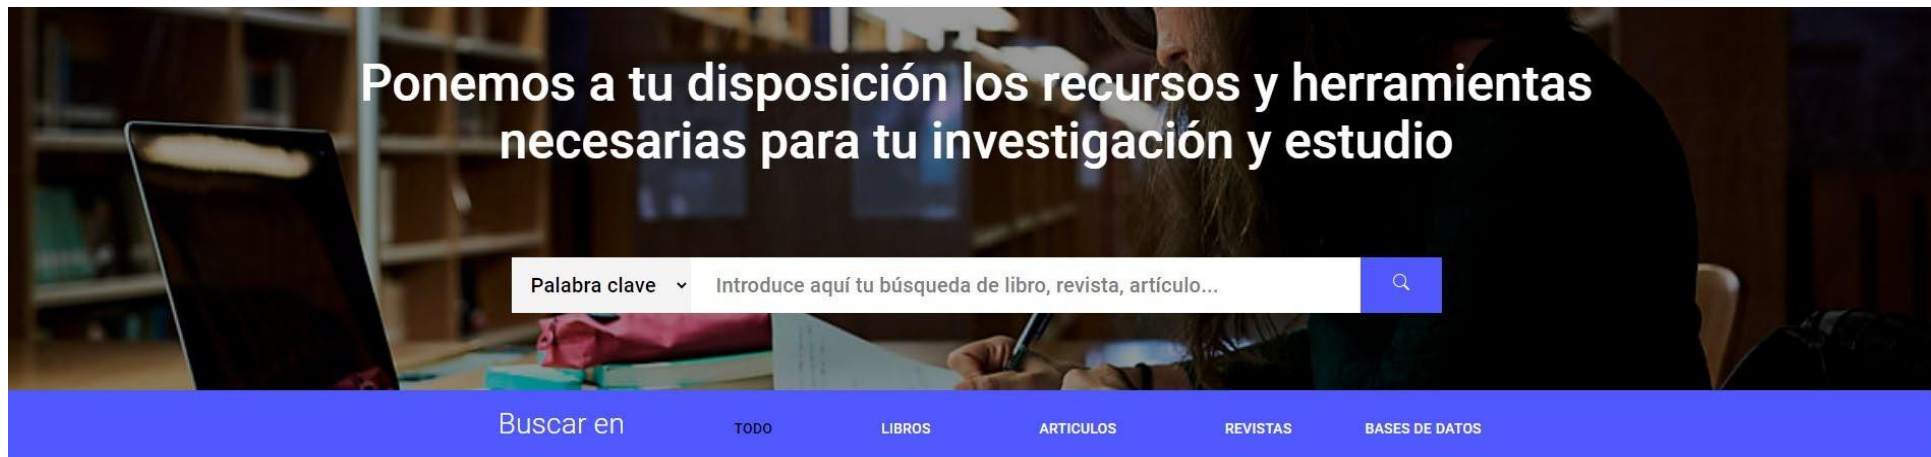 Ponemos a tu disposición los recursos y herramientas
necesarias para tu investigación y estudio
Palabra clave
Introduce aquí tu búsqueda de libro, revista, artículo...
Buscar en
TODO
LIBROS
ARTICULOS
REVISTAS
BASES DE DATOS